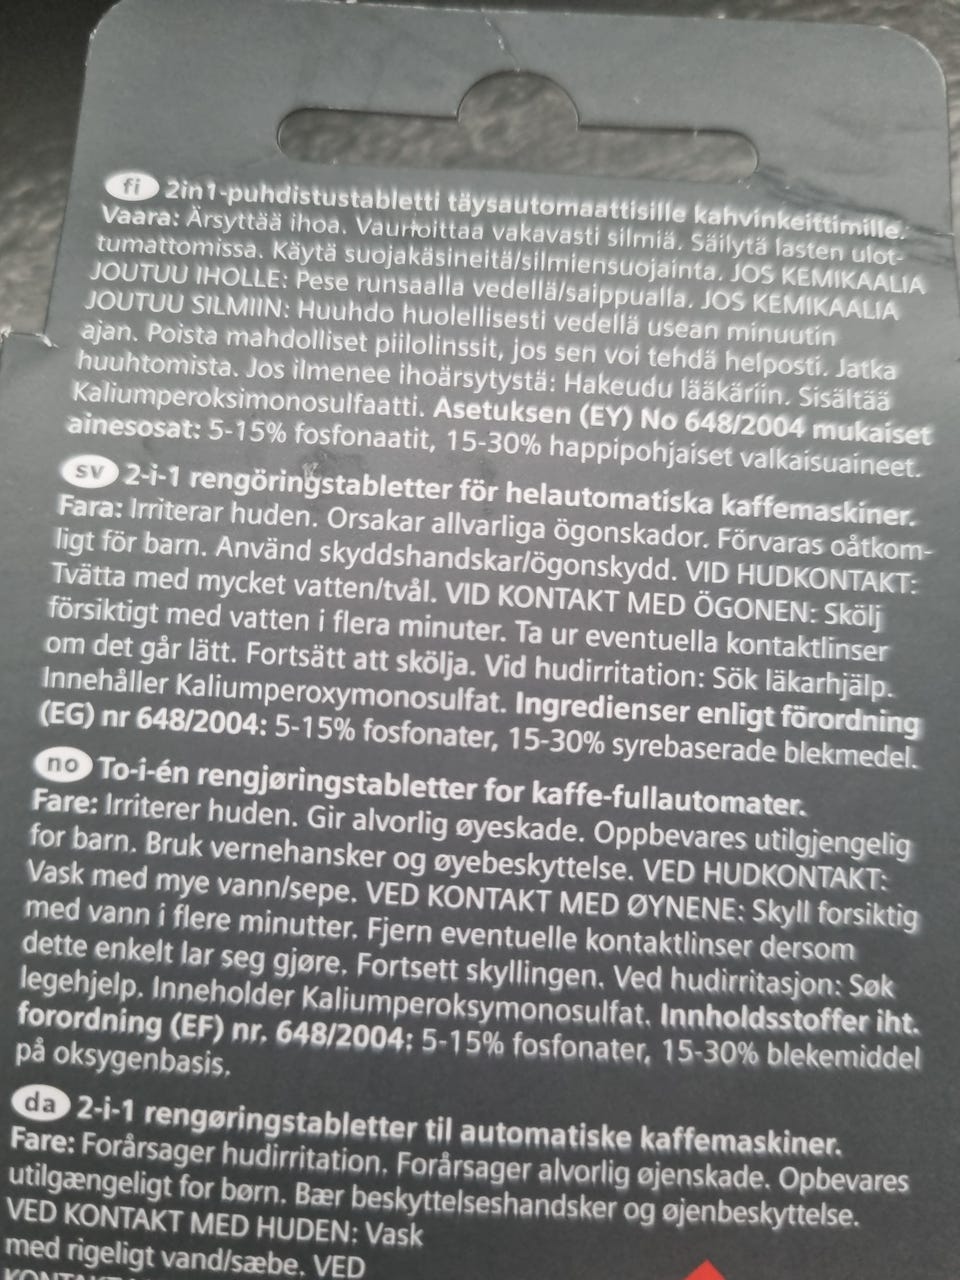 fi 2in1-puhdistustabletti täysautomaattisille kahvinkeittimille.
Vaara: Ärsyttää ihoa. Vaurioittaa vakavasti silmiä. Säilytä lasten ulot-
tumattomissa. Käytä suojakäsineitä/silmiensuojainta. JOS KEMIKAALIA
JOUTUU IHOLLE: Pese runsaalla vedellä/saippualla. JOS KEMIKAALIA
JOUTUU SILMIIN: Huuhdo huolellisesti vedellä usean minuutin
ajan. Poista mahdolliset piilolinssit, jos sen voi tehdä helposti. Jatka
huuhtomista. Jos ilmenee ihoärsytystä: Hakeudu lääkäriin. Sisältää
Kaliumperoksimonosulfaatti. Asetuksen (EY) No 648/2004 mukaiset
ainesosat: 5-15% fosfonaatit, 15-30% happipohjaiset valkaisuaineet.
sv 2-i-1 rengöringstabletter för helautomatiska kaffemaskiner.
Fara: Irriterar huden. Orsakar allvarliga ögonskador. Förvaras oåtkom-
ligt för barn. Använd skyddshandskar/ögonskydd. VID HUDKONTAKT:
Tvätta med mycket vatten/tvål. VID KONTAKT MED ÖGONEN: Skölj
försiktigt med vatten i flera minuter. Ta ur eventuella kontaktlinser
om det går lätt. Fortsätt att skölja. Vid hudirritation: Sök läkarhjälp.
Innehåller Kaliumperoxymonosulfat. Ingredienser enligt förordning
(EG) nr 648/2004: 5-15% fosfonater, 15-30% syrebaserade blekmedel.
no To-i-én rengjøringstabletter for kaffe-fullautomater.
Fare: Irriterer huden. Gir alvorlig øyeskade. Oppbevares utilgjengelig
for barn. Bruk vernehansker og øyebeskyttelse. VED HUDKONTAKT:
Vask med mye vann/sepe. VED KONTAKT MED ØYNENE: Skyll forsiktig
med vann i flere minutter. Fjern eventuelle kontaktlinser dersom
dette enkelt lar seg gjøre. Fortsett skyllingen. Ved hudirritasjon: Søk
legehjelp. Inneholder Kaliumperoksymonosulfat. Innholdsstoffer iht.
forordning (EF) nr. 648/2004: 5-15% fosfonater, 15-30% blekemiddel
på oksygenbasis.
da 2-i-1 rengøringstabletter til automatiske kaffemaskiner.
Fare: Forårsager hudirritation. Forårsager alvorlig øjenskade. Opbevares
utilgængeligt for børn. Bær beskyttelseshandsker og øjenbeskyttelse.
VED KONTAKT MED HUDEN: Vask
med rigeligt vand/sæbe. VED